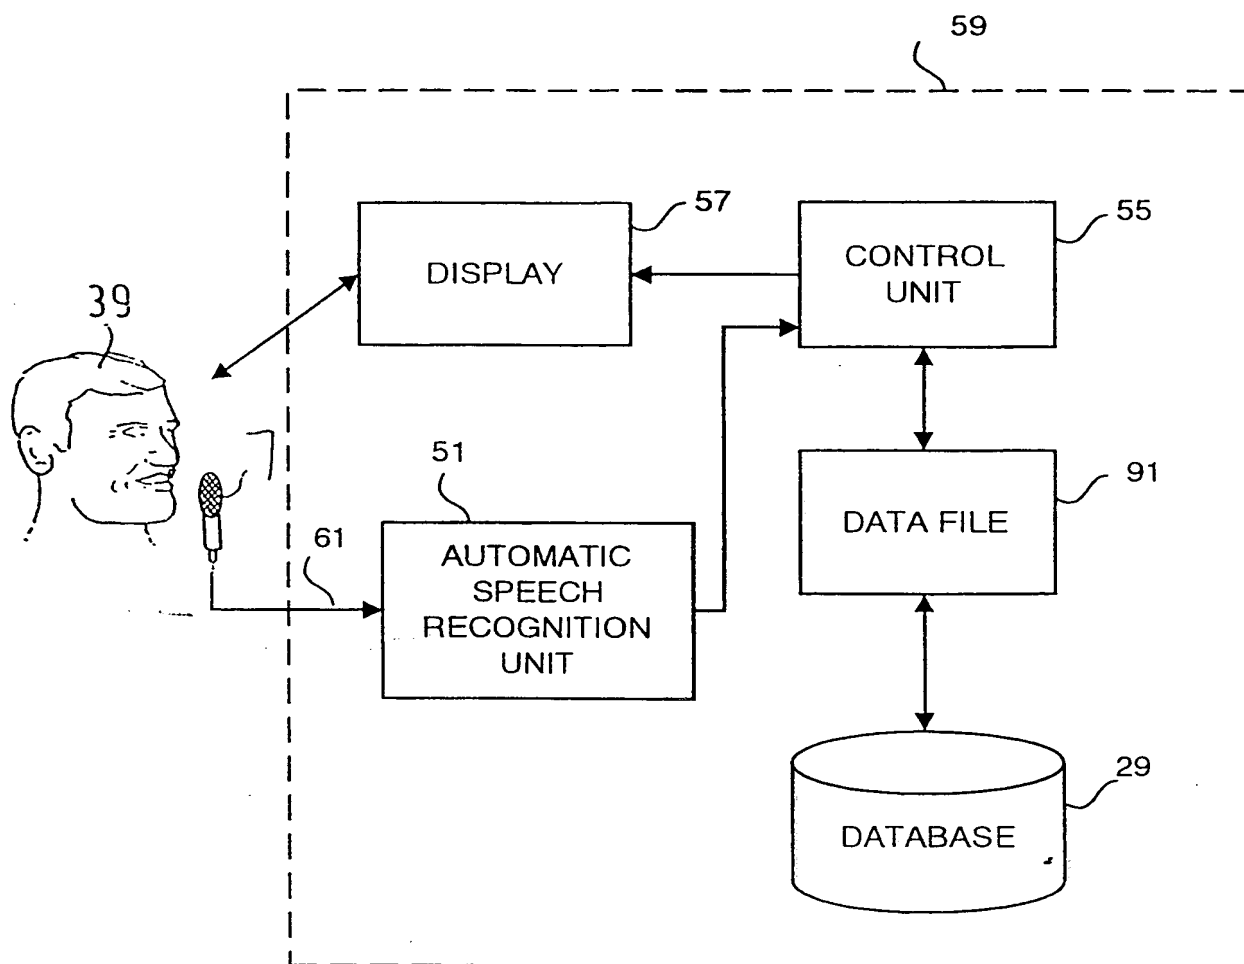 59
57
55
DISPLAY
CONTROL
UNIT
39
51
91
DATA FILE
61
AUTOMATIC
SPEECH
RECOGNITION
UNIT
29
DATABASE